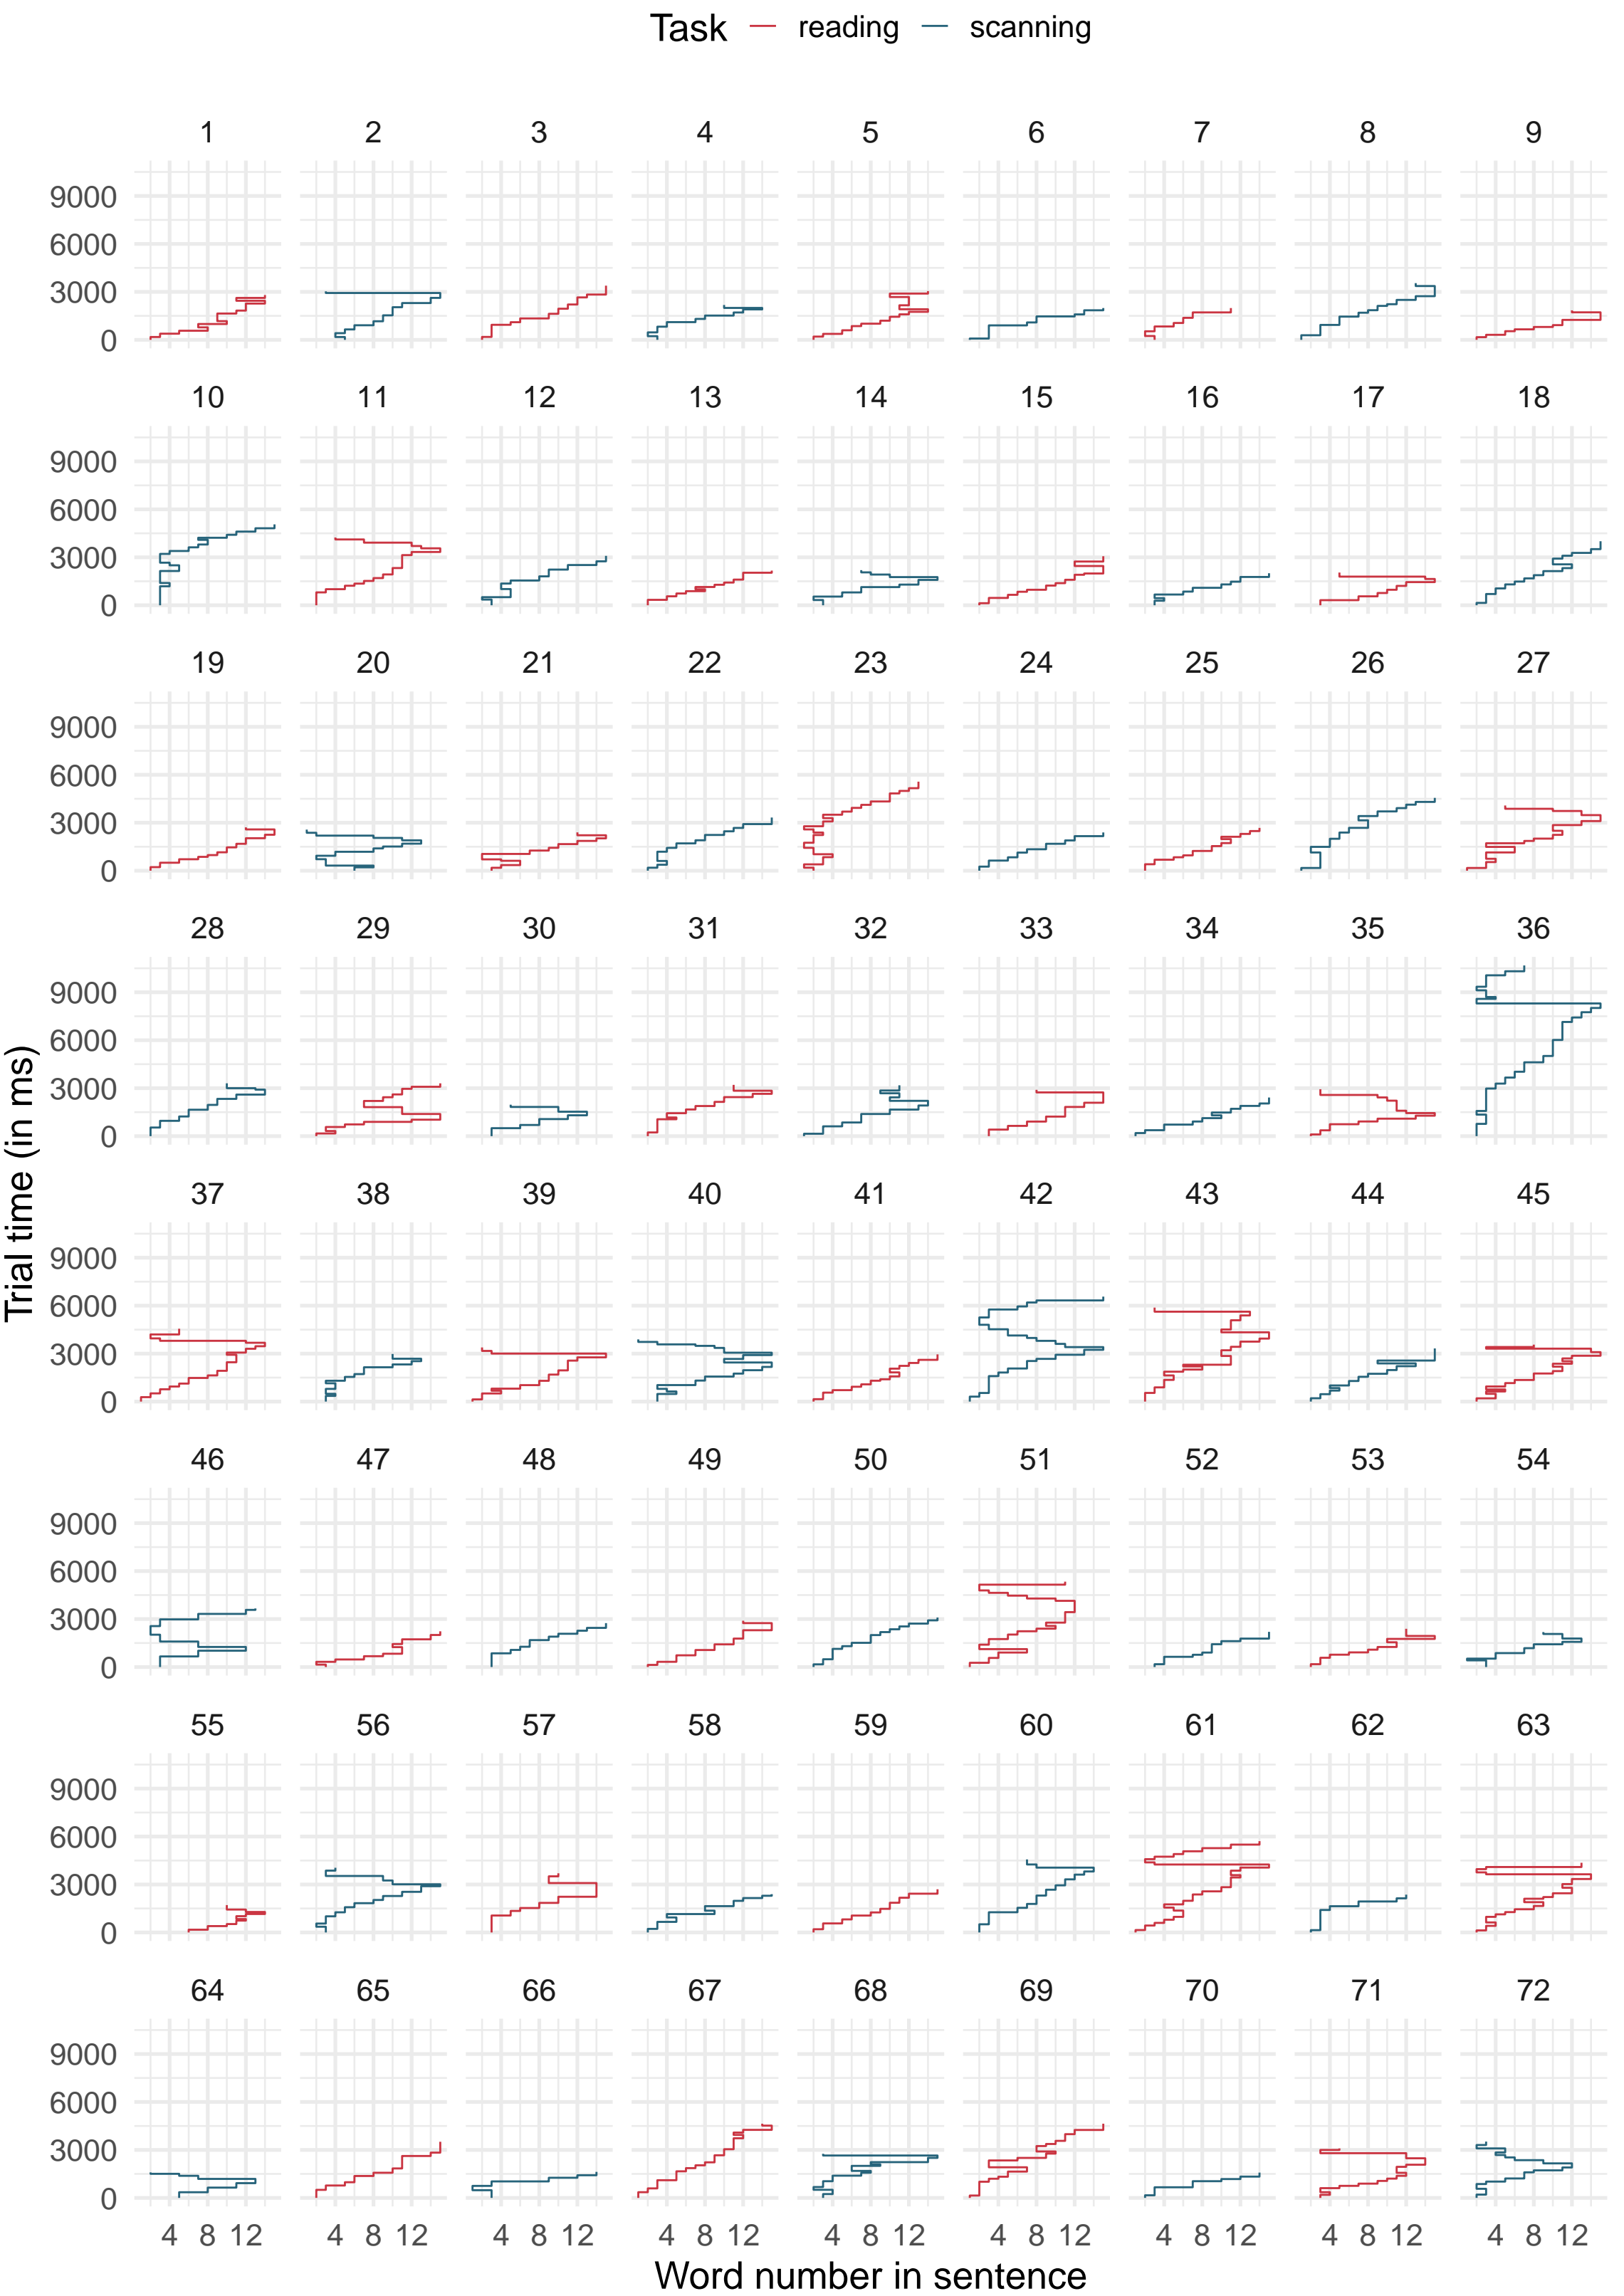 Task reading scanning
1 2 3 4 5 6 7 8 9
9000
6000
3000
0
10 11 12 13 14 15 16 17 18
9000
6000
3000
0
19 20 21 22 23 24 25 26 27
9000
6000
3000
0
28 29 30 31 32 33 34 35 36
9000
6000
3000
0
37 38 39 40 41 42 43 44 45
9000
6000
3000
0
46 47 48 49 50 51 52 53 54
9000
6000
3000
0
55 56 57 58 59 60 61 62 63
9000
6000
3000
0
64 65 66 67 68 69 70 71 72
9000
6000
3000
0
4 8 12 4 8 12 4 8 12 4 8 12 4 8 12 4 8 12 4 8 12 4 8 12 4 8 12
Word number in sentence
Trial time (in ms)